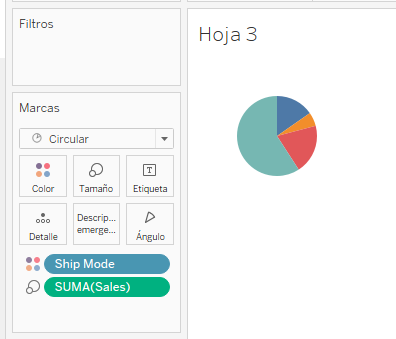 Filtros
Hoja 3
Marcas
Circular
Color
Tamaño
Etiqueta
Detalle
Descrip...
emerge...
Ángulo
Ship Mode
SUMA(Sales)